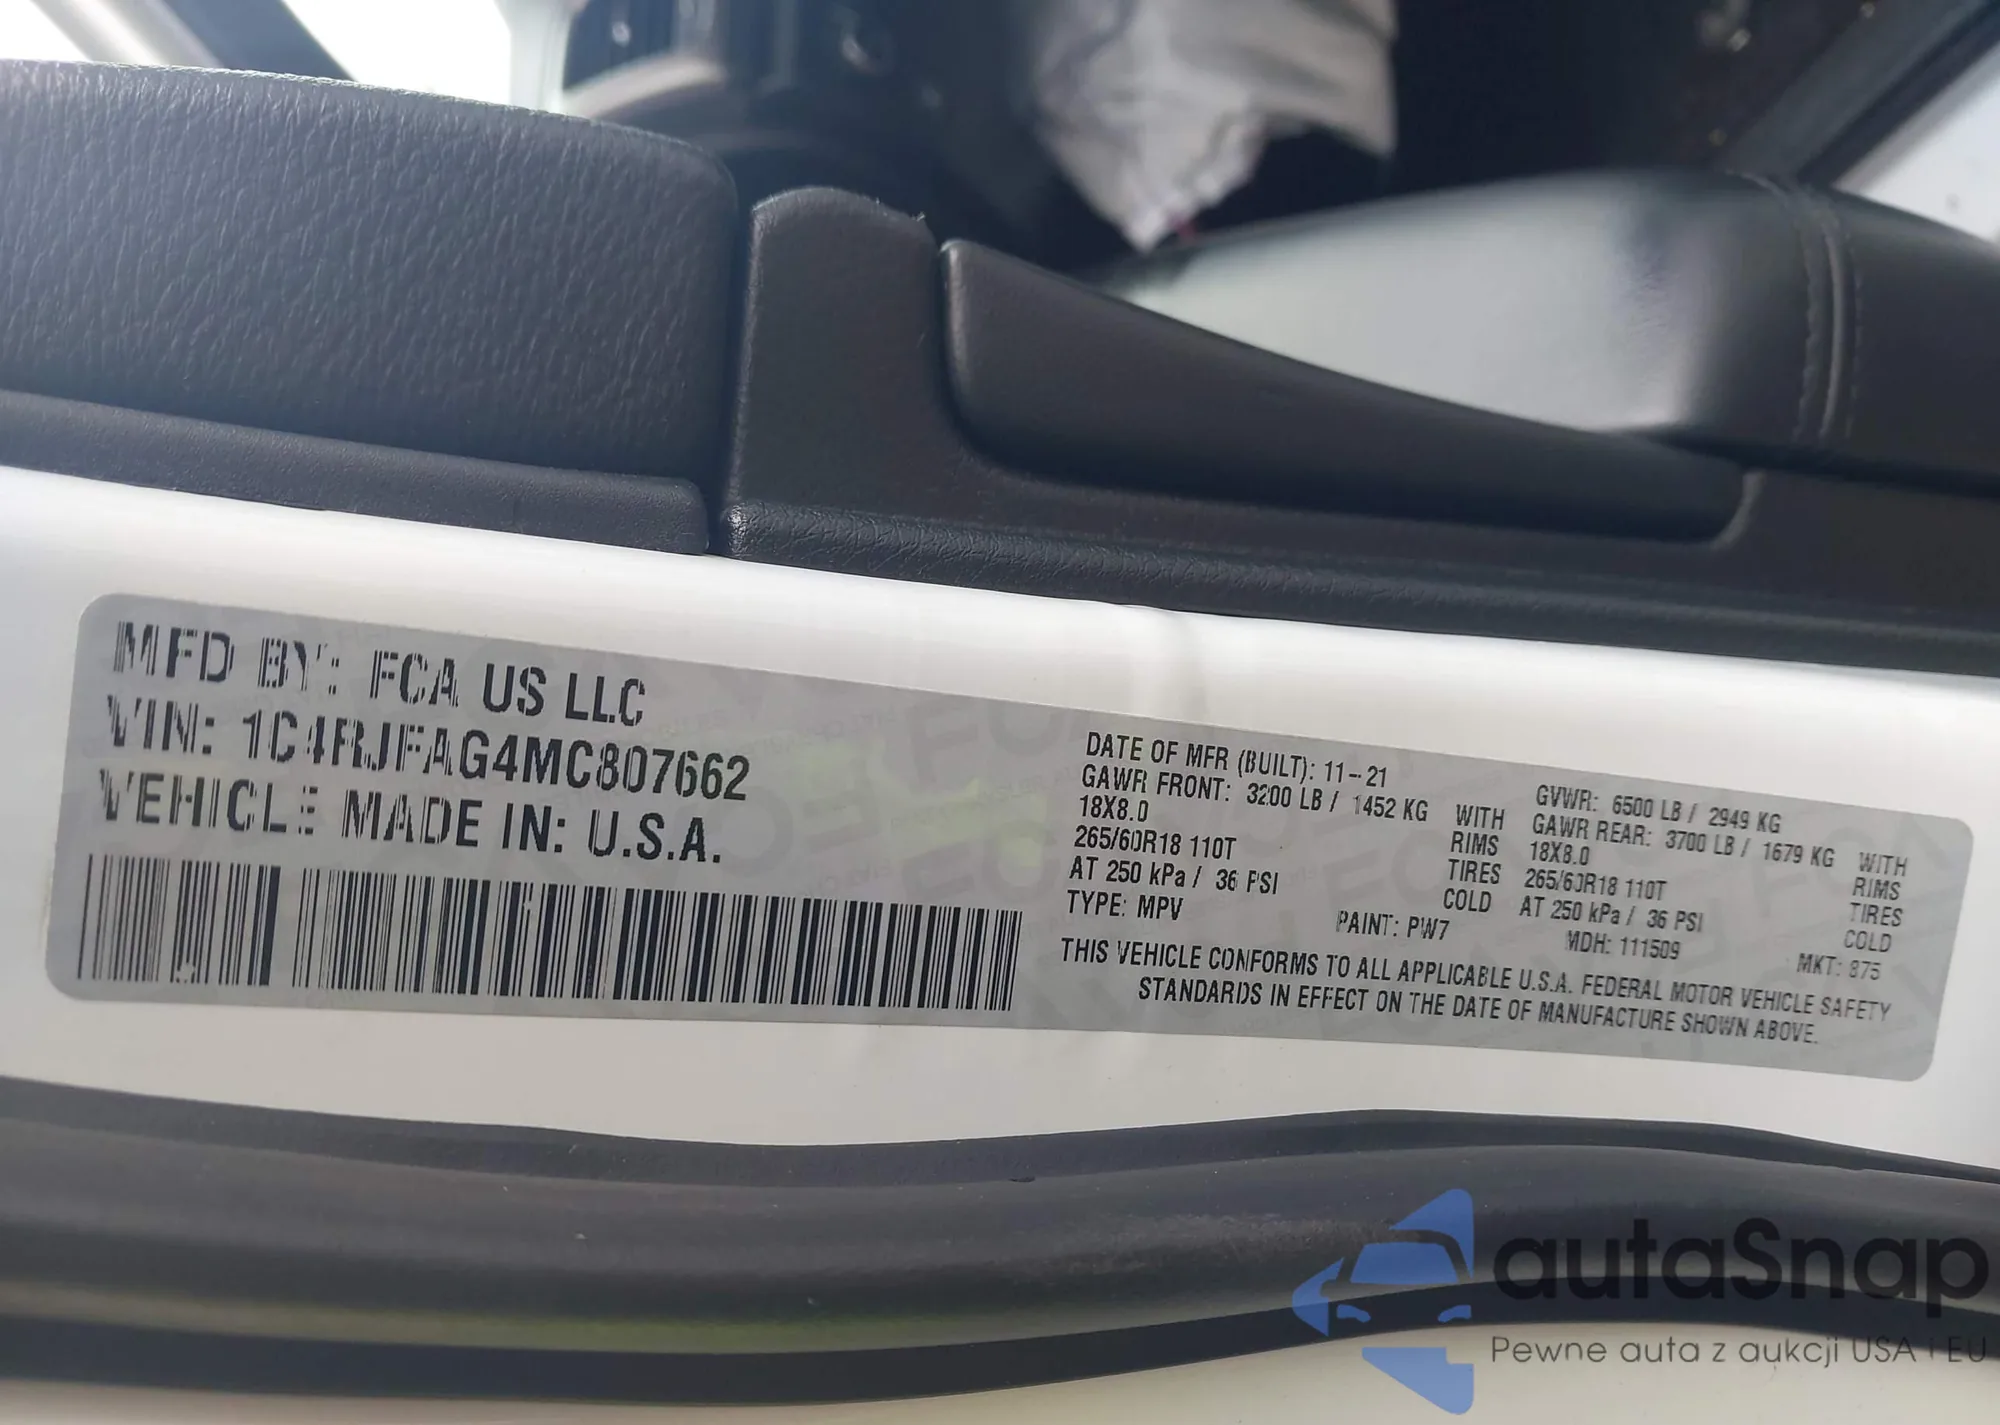 MFD BY: FCA US LLC
VIN: 1C4RJFAG4MC807662
VEHICLE MADE IN: U.S.A.
DATE OF MFR (BUILT): 11-21
GVWR: 6500 LB / 2949 KG
GAWR FRONT: 3200 LB / 1452 KG WITH
18X8.0 RIMS
265/60R18 110T TIRES
AT 250 kPa / 36 PSI COLD
GAWR REAR: 3700 LB / 1679 KG WITH
18X8.0 RIMS
265/60R18 110T TIRES
AT 250 kPa / 36 PSI COLD
TYPE: MPV PAINT: PW7 MDH: 111509 MKT: 875
THIS VEHICLE CONFORMS TO ALL APPLICABLE U.S.A. FEDERAL MOTOR VEHICLE SAFETY
STANDARDS IN EFFECT ON THE DATE OF MANUFACTURE SHOWN ABOVE.
autaSnap
Pewne auta z aukcji USA i EU